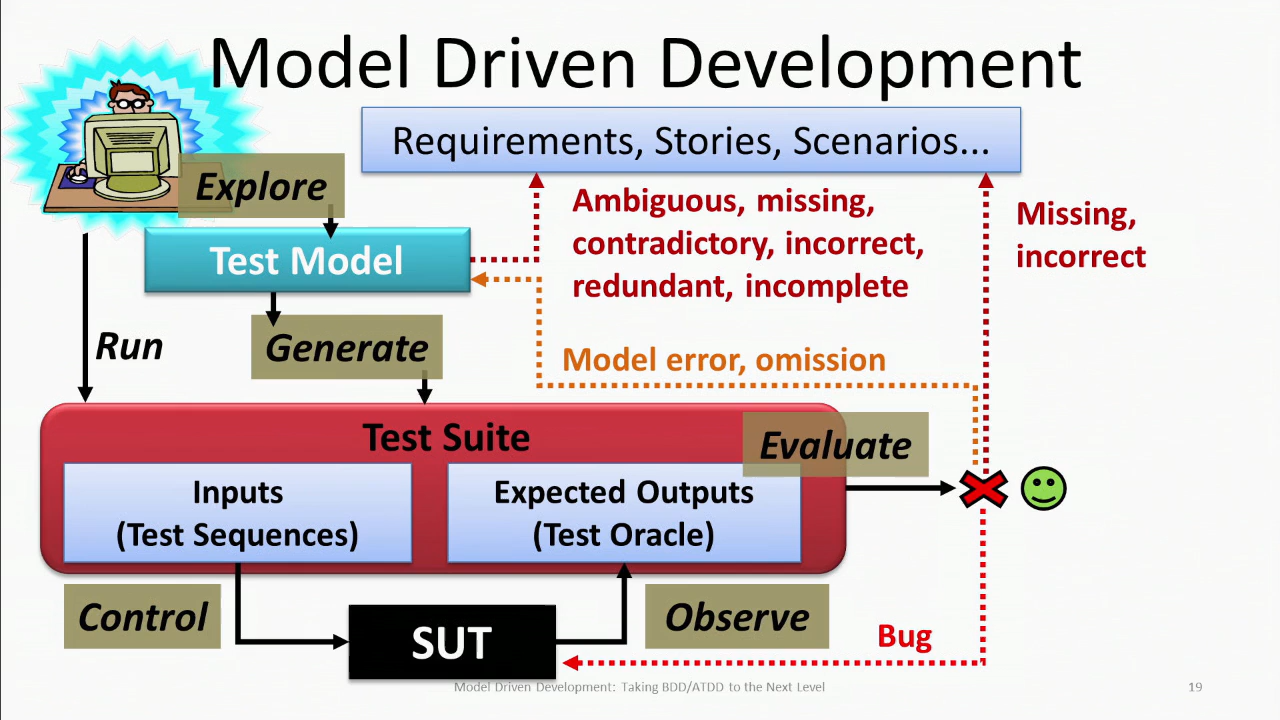 Model Driven Development
Requirements, Stories, Scenarios...
Explore
Ambiguous, missing,
contradictory, incorrect,
redundant, incomplete
Missing,
incorrect
Test Model
Run
Generate
Model error, omission
Test Suite
Evaluate
Inputs
(Test Sequences)
Expected Outputs
(Test Oracle)
Control
SUT
Observe
Bug
Model Driven Development: Taking BDD/ATDD to the Next Level
19